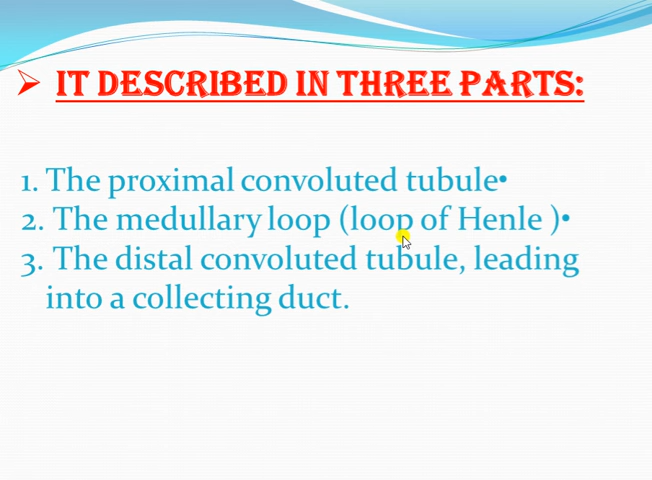 ➢ IT DESCRIBED IN THREE PARTS:
1. The proximal convoluted tubule•
2. The medullary loop (loop of Henle )•
3. The distal convoluted tubule, leading
into a collecting duct.